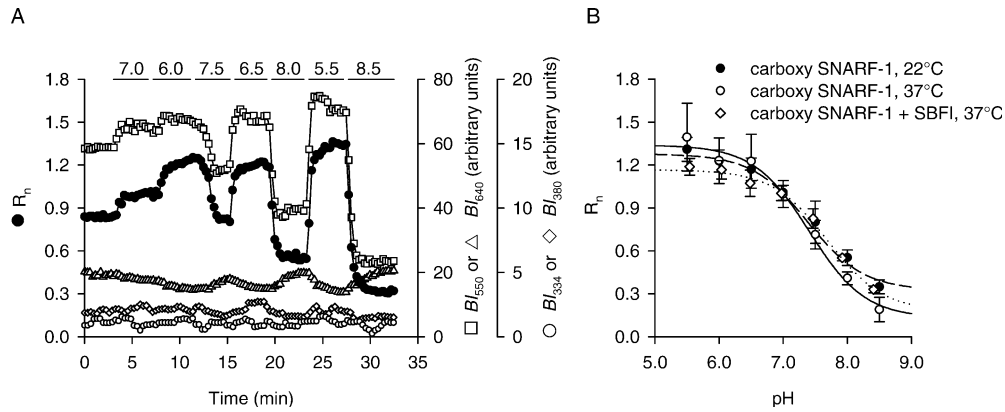 A
B
7.0 6.0 7.5 6.5 8.0 5.5 8.5
1.8
1.5
1.2
0.9
0.6
0.3
0.0
● Rn
80
60
40
20
0
□ BI550 or △ BI640 (arbitrary units)
20
15
10
5
0
○ BI334 or ◇ BI380 (arbitrary units)
0 5 10 15 20 25 30 35
Time (min)
● carboxy SNARF-1, 22°C
○ carboxy SNARF-1, 37°C
◇ carboxy SNARF-1 + SBFI, 37°C
1.8
1.5
1.2
0.9
0.6
0.3
0.0
Rn
5.0 6.0 7.0 8.0 9.0
pH